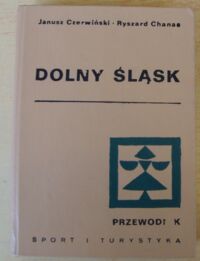 Janusz Czerwiński · Ryszard Chanas
DOLNY ŚLĄSK
PRZEWODNIK
SPORT I TURYSTYKA